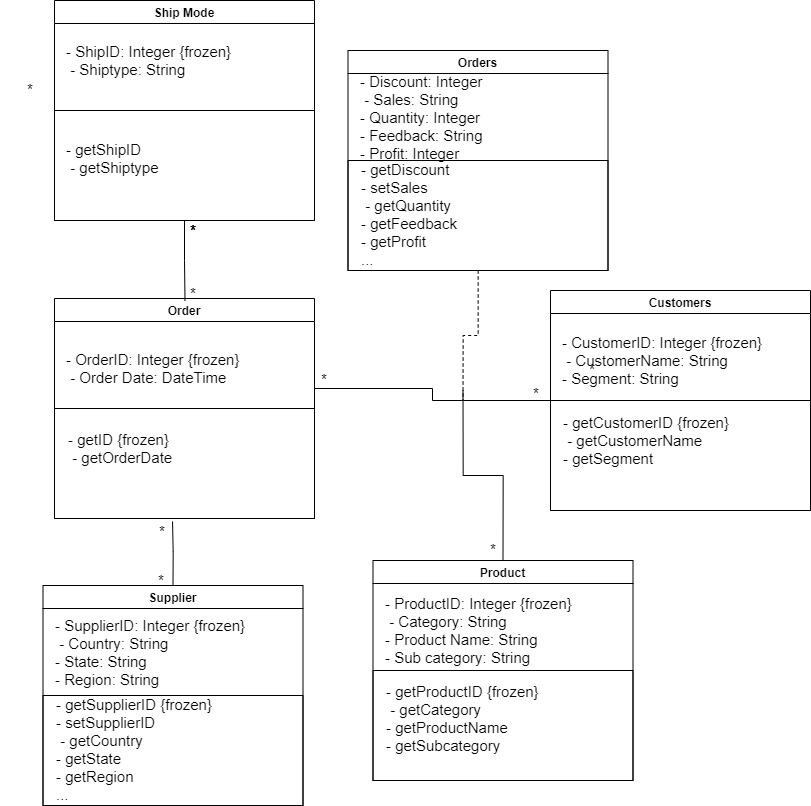 Ship Mode
- ShipID: Integer {frozen}
- Shiptype: String
*
- getShipID
- getShiptype
*
*
Orders
- Discount: Integer
- Sales: String
- Quantity: Integer
- Feedback: String
- Profit: Integer
- getDiscount
- setSales
- getQuantity
- getFeedback
- getProfit
...
Order
- OrderID: Integer {frozen}
- Order Date: DateTime
- getID {frozen}
- getOrderDate
*
*
*
*
Customers
- CustomerID: Integer {frozen}
- CustomerName: String
*
- Segment: String
- getCustomerID {frozen}
- getCustomerName
- getSegment
Supplier
- SupplierID: Integer {frozen}
- Country: String
- State: String
- Region: String
- getSupplierID {frozen}
- setSupplierID
- getCountry
- getState
- getRegion
...
*
Product
- ProductID: Integer {frozen}
- Category: String
- Product Name: String
- Sub category: String
- getProductID {frozen}
- getCategory
- getProductName
- getSubcategory